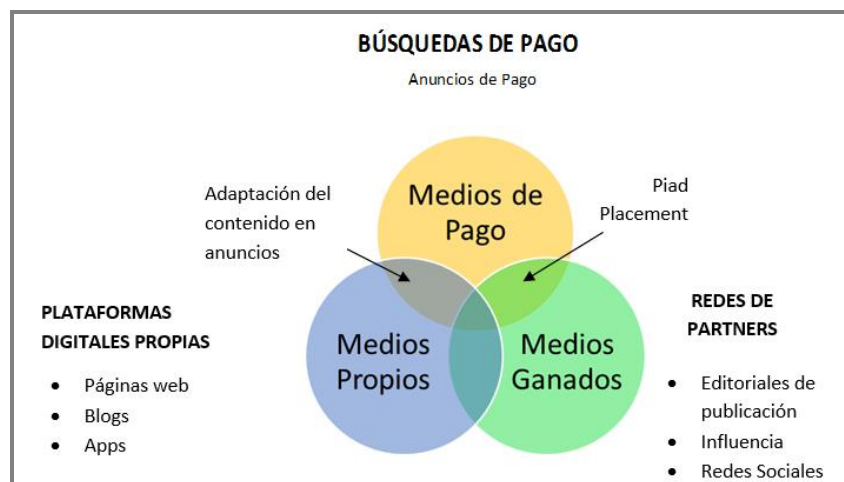 BÚSQUEDAS DE PAGO
Anuncios de Pago
Adaptación del
contenido en
anuncios
Medios de
Pago
Piad
Placement
PLATAFORMAS
DIGITALES PROPIAS
• Páginas web
• Blogs
• Apps
Medios
Propios
Medios
Ganados
REDES DE
PARTNERS
• Editoriales de
publicación
• Influencia
• Redes Sociales